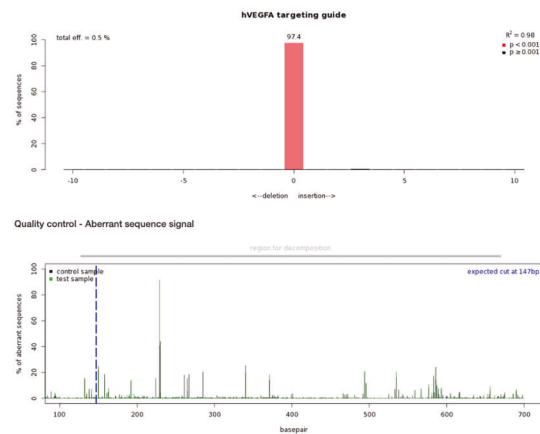 hVEGFA targeting guide
total eff. = 0.5 %
97.4
R² = 0.98
p < 0.001
p ≥ 0.001
% of sequences
0 20 40 60 80 100
-10 -5 0 5 10
<--deletion insertion-->
Quality control - Aberrant sequence signal
region for decomposition
control sample
test sample
expected cut at 147bp
% of aberrant sequences
0 20 40 60 80 100
100 200 300 400 500 600 700
basepair